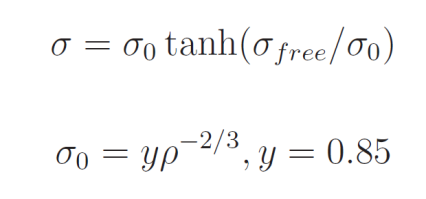 σ = σ₀ tanh(σ_free/σ₀)
σ₀ = yρ^{−2/3}, y = 0.85